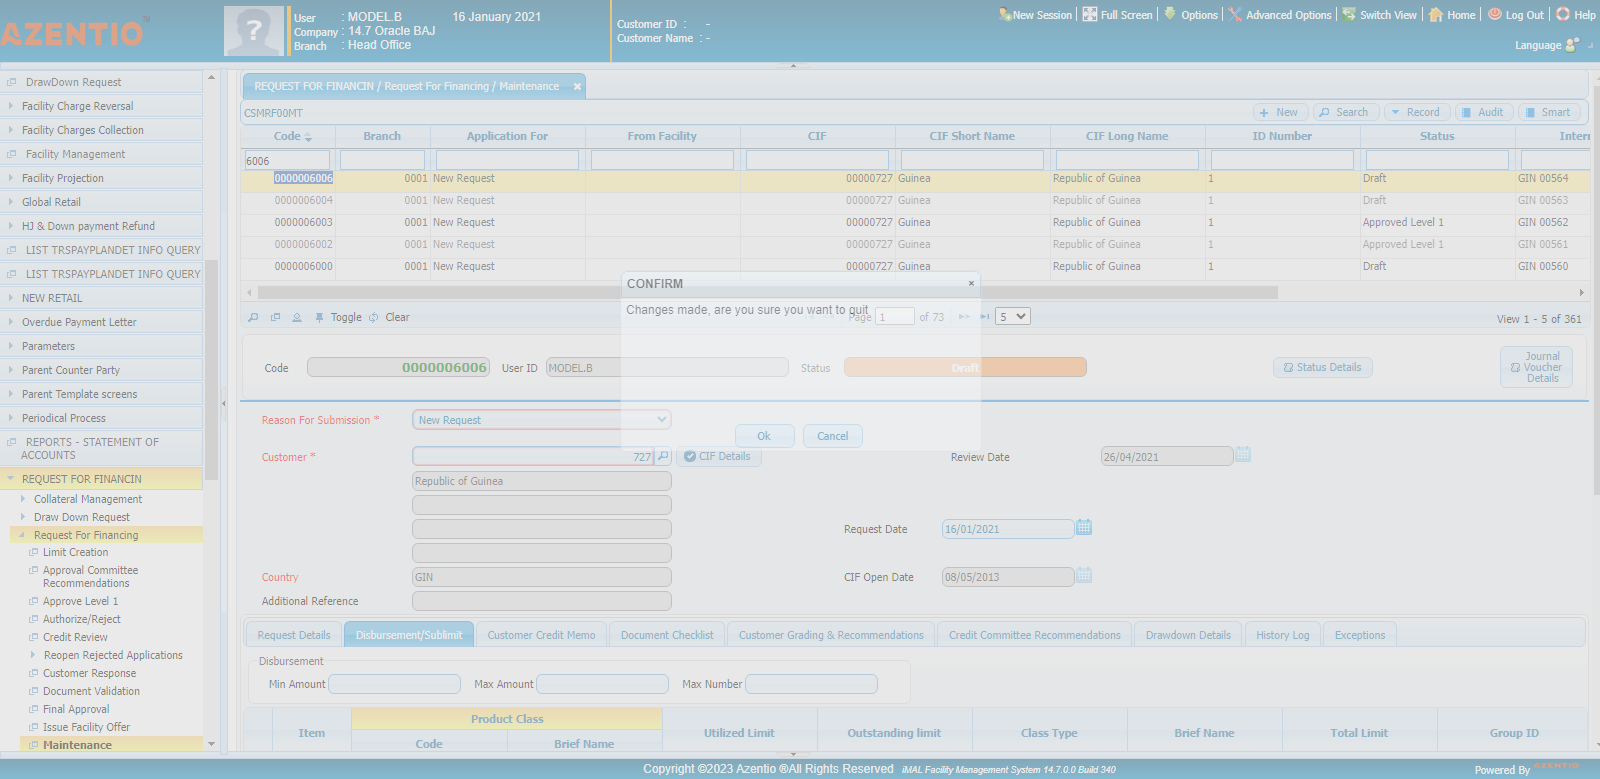 AZENTIO™
User : MODEL.B 16 January 2021
Company : 14.7 Oracle BAJ
Branch : Head Office
Customer ID : -
Customer Name : -
New Session Full Screen Options Advanced Options Switch View Home Log Out Help
Language
DrawDown Request
Facility Charge Reversal
Facility Charges Collection
Facility Management
Facility Projection
Global Retail
HJ & Down payment Refund
LIST TRSPAYPLANDET INFO QUERY
LIST TRSPAYPLANDET INFO QUERY
NEW RETAIL
Overdue Payment Letter
Parameters
Parent Counter Party
Parent Template screens
Periodical Process
REPORTS - STATEMENT OF
ACCOUNTS
REQUEST FOR FINANCIN
Collateral Management
Draw Down Request
Request For Financing
Limit Creation
Approval Committee
Recommendations
Approve Level 1
Authorize/Reject
Credit Review
Reopen Rejected Applications
Customer Response
Document Validation
Final Approval
Issue Facility Offer
Maintenance
REQUEST FOR FINANCIN / Request For Financing / Maintenance
CSMRF00MT
New Search Record Audit Smart
Code Branch Application For From Facility CIF CIF Short Name CIF Long Name ID Number Status Intern
6006
0000006006 0001 New Request 00000727 Guinea Republic of Guinea 1 Draft GIN 00564
0000006004 0001 New Request 00000727 Guinea Republic of Guinea 1 Draft GIN 00563
0000006003 0001 New Request 00000727 Guinea Republic of Guinea 1 Approved Level 1 GIN 00562
0000006002 0001 New Request 00000727 Guinea Republic of Guinea 1 Approved Level 1 GIN 00561
0000006000 0001 New Request 00000727 Guinea Republic of Guinea 1 Draft GIN 00560
Toggle Clear Page 1 of 73 5 View 1 - 5 of 361
CONFIRM
Changes made, are you sure you want to quit
Ok Cancel
Code 0000006006 User ID MODEL.B Status Draft Status Details
Journal
Voucher
Details
Reason For Submission * New Request
Customer * 727 CIF Details Review Date 26/04/2021
Republic of Guinea
Request Date 16/01/2021
Country GIN CIF Open Date 08/05/2013
Additional Reference
Request Details Disbursement/Sublimit Customer Credit Memo Document Checklist Customer Grading & Recommendations Credit Committee Recommendations Drawdown Details History Log Exceptions
Disbursement
Min Amount Max Amount Max Number
Item Product Class Utilized Limit Outstanding limit Class Type Brief Name Total Limit Group ID
Code Brief Name
Copyright ©2023 Azentio ®All Rights Reserved iMAL Facility Management System 14.7.0.0 Build 340
Powered By AZENTIO